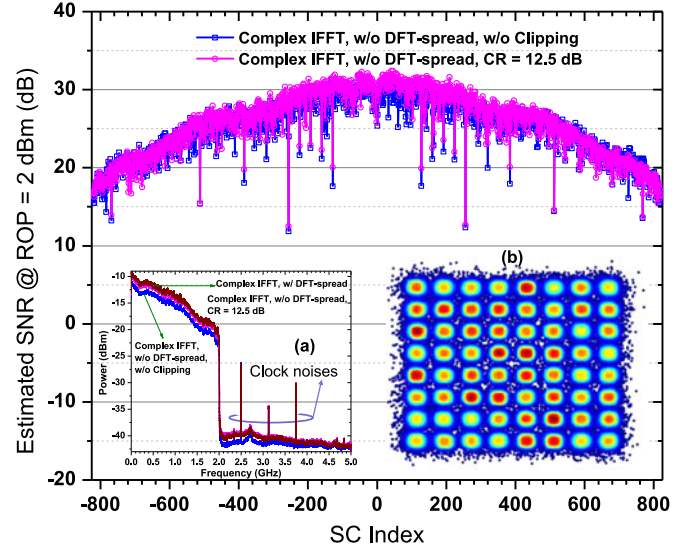 Complex IFFT, w/o DFT-spread, w/o Clipping
Complex IFFT, w/o DFT-spread, CR = 12.5 dB
Estimated SNR @ ROP = 2 dBm (dB)
40
30
20
10
0
-10
-20
-800 -600 -400 -200 0 200 400 600 800
SC Index
(a)
Complex IFFT, w/ DFT-spread
Complex IFFT, w/o DFT-spread,
CR = 12.5 dB
Complex IFFT,
w/o DFT-spread,
w/o Clipping
Clock noises
Power (dBm)
-10
-15
-20
-25
-30
-35
-40
0.0 0.5 1.0 1.5 2.0 2.5 3.0 3.5 4.0 4.5 5.0
Frequency (GHz)
(b)